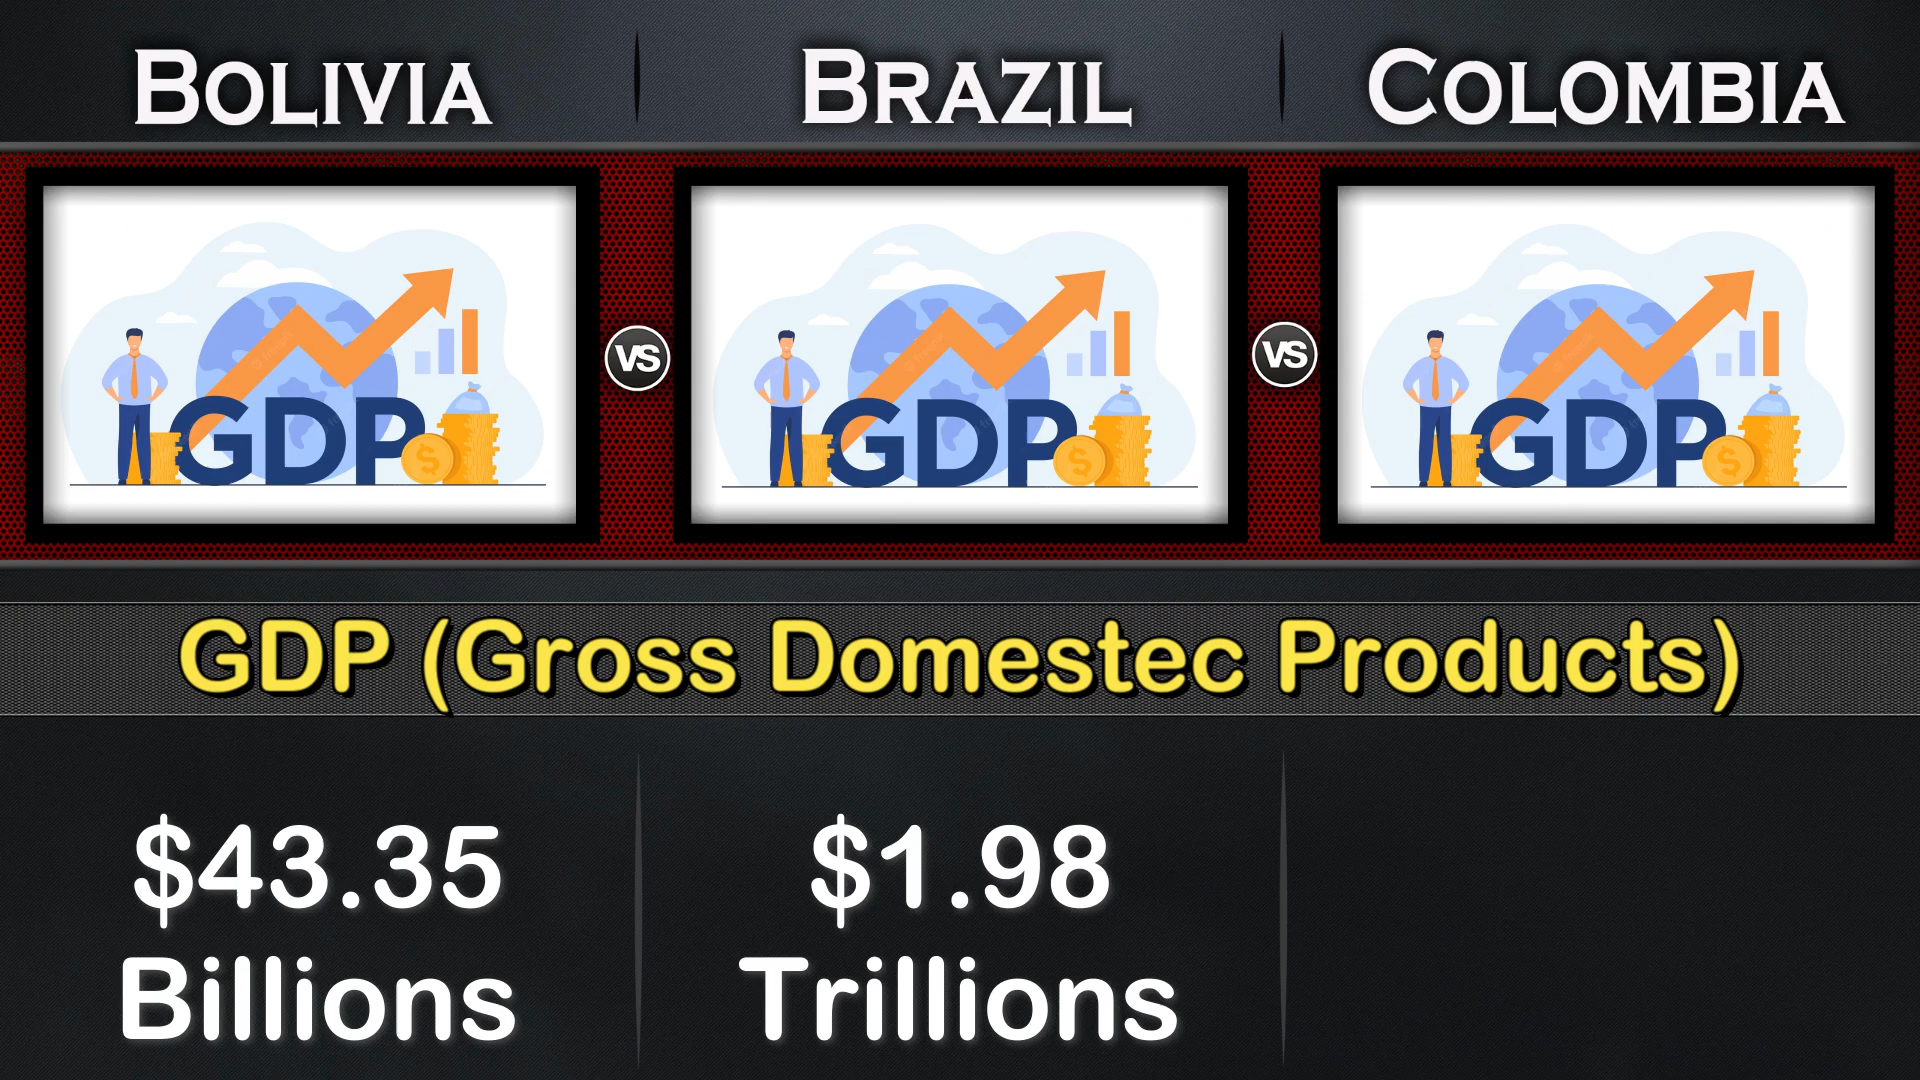 BOLIVIA
BRAZIL
COLOMBIA
GDP
VS
GDP
VS
GDP
GDP (Gross Domestec Products)
$43.35
Billions
$1.98
Trillions